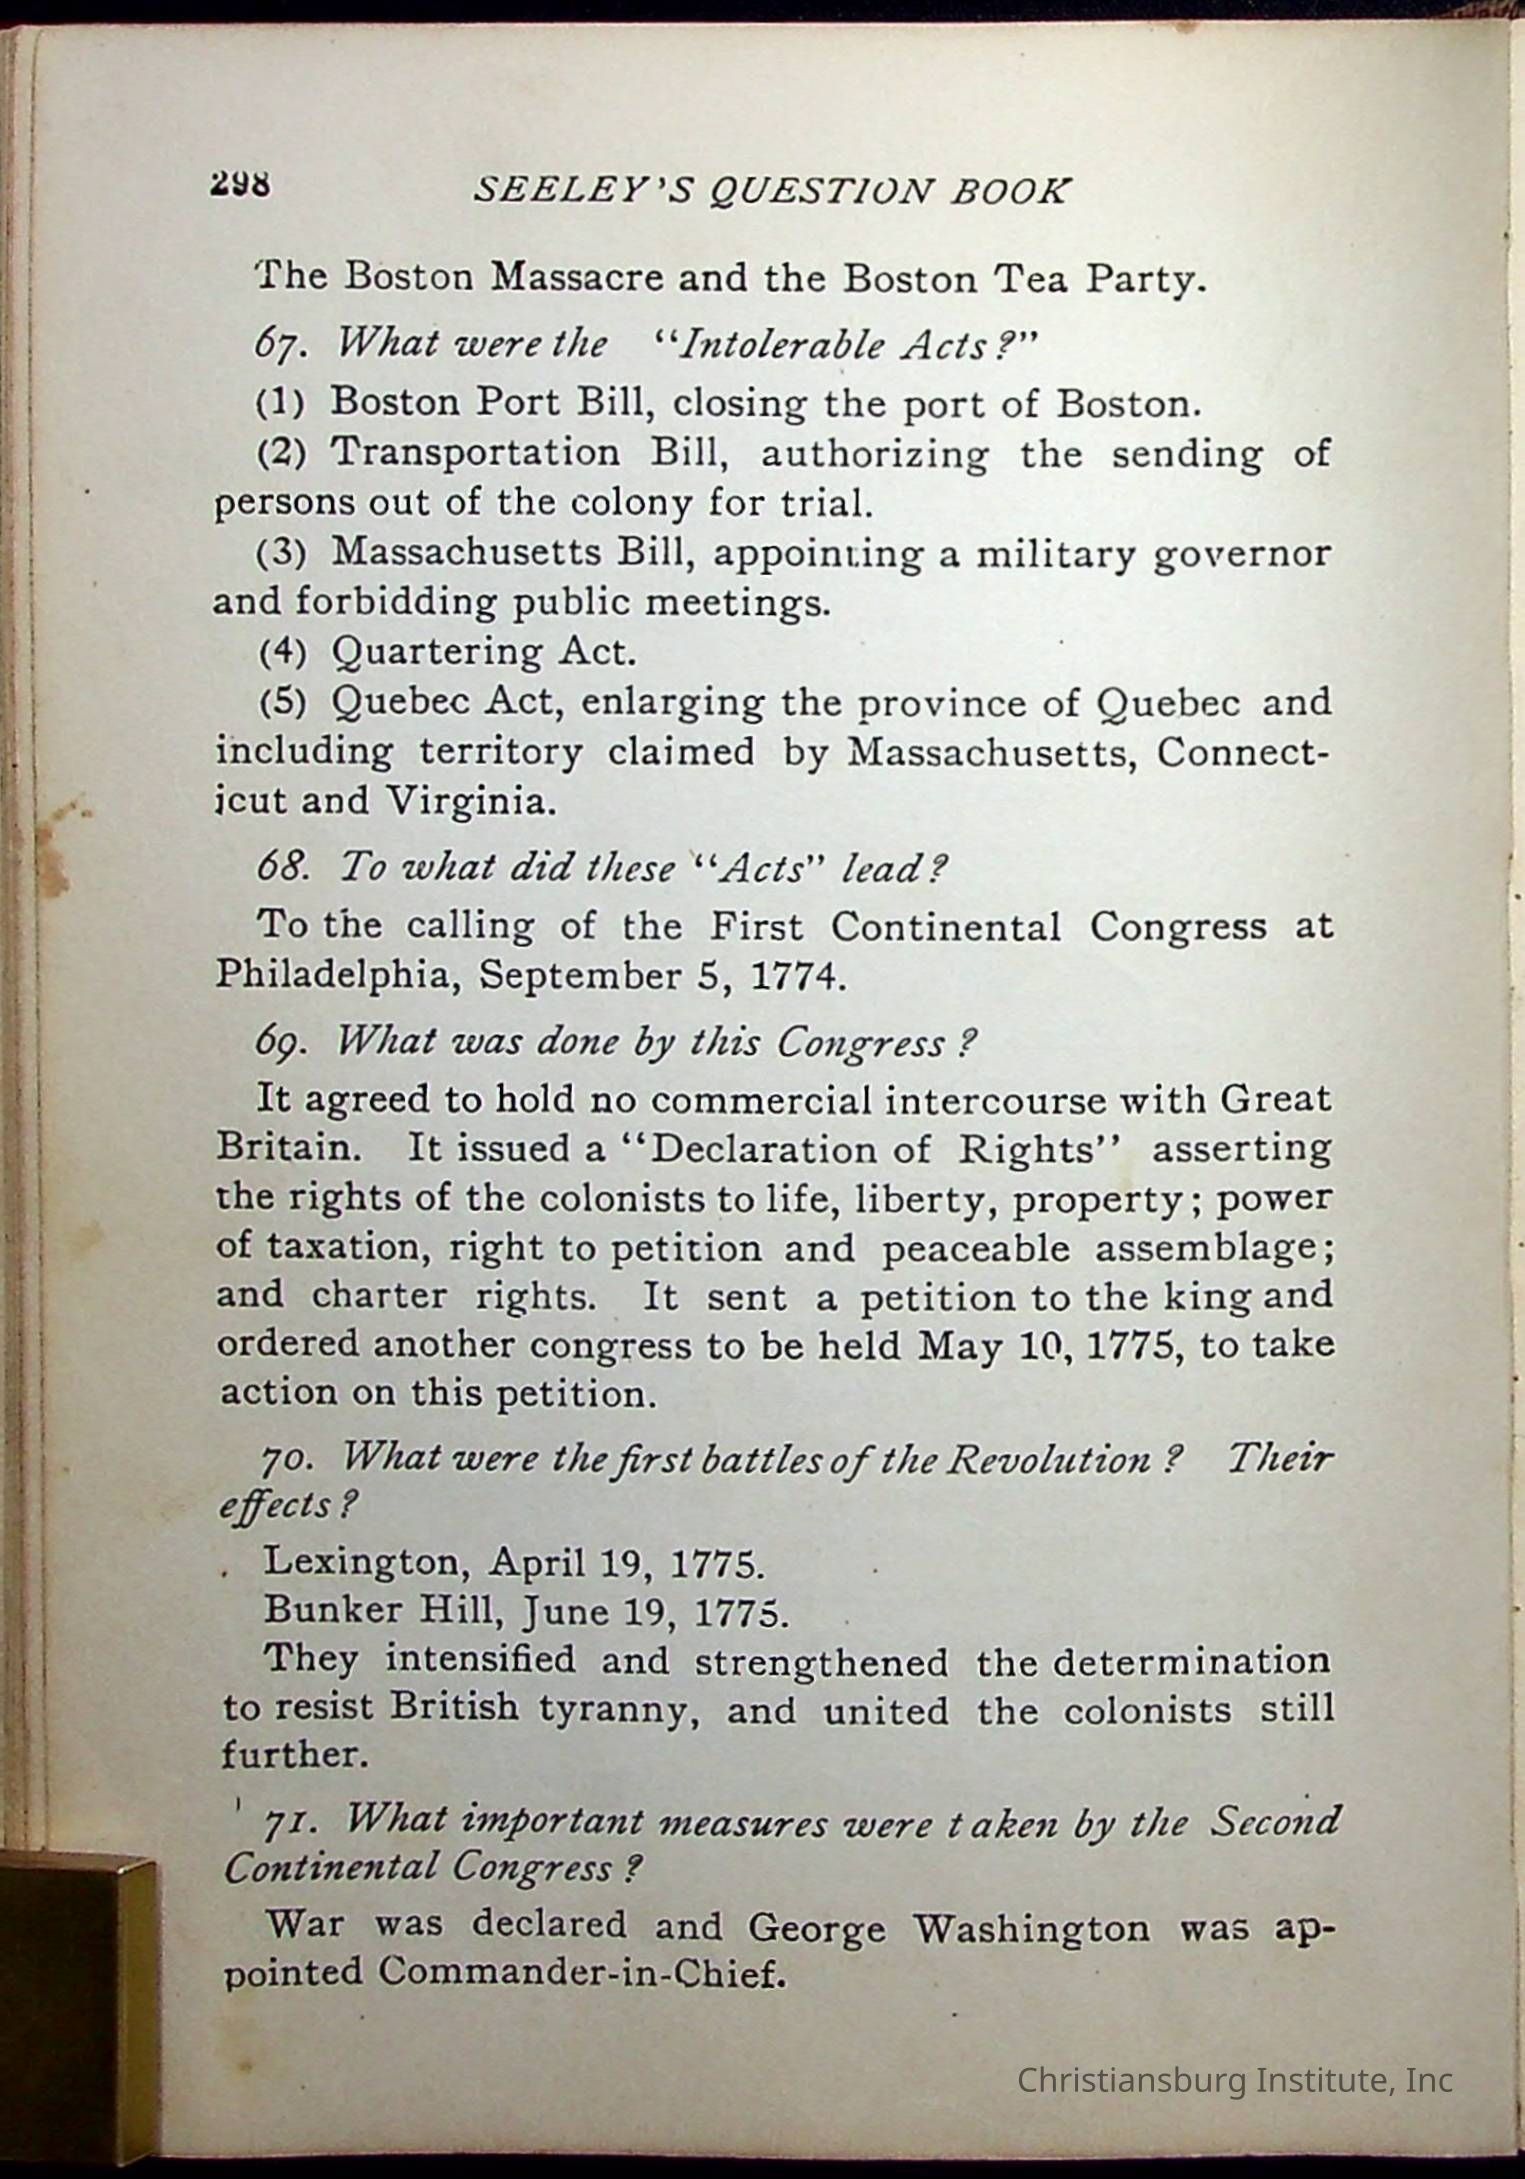 298 SEELEY'S QUESTION BOOK
The Boston Massacre and the Boston Tea Party.
67. What were the "Intolerable Acts?"
(1) Boston Port Bill, closing the port of Boston.
(2) Transportation Bill, authorizing the sending of
persons out of the colony for trial.
(3) Massachusetts Bill, appointing a military governor
and forbidding public meetings.
(4) Quartering Act.
(5) Quebec Act, enlarging the province of Quebec and
including territory claimed by Massachusetts, Connect-
icut and Virginia.
68. To what did these "Acts" lead?
To the calling of the First Continental Congress at
Philadelphia, September 5, 1774.
69. What was done by this Congress?
It agreed to hold no commercial intercourse with Great
Britain. It issued a "Declaration of Rights" asserting
the rights of the colonists to life, liberty, property; power
of taxation, right to petition and peaceable assemblage;
and charter rights. It sent a petition to the king and
ordered another congress to be held May 10, 1775, to take
action on this petition.
70. What were the first battles of the Revolution? Their
effects?
Lexington, April 19, 1775.
Bunker Hill, June 19, 1775.
They intensified and strengthened the determination
to resist British tyranny, and united the colonists still
further.
71. What important measures were taken by the Second
Continental Congress?
War was declared and George Washington was ap-
pointed Commander-in-Chief.
Christiansburg Institute, Inc